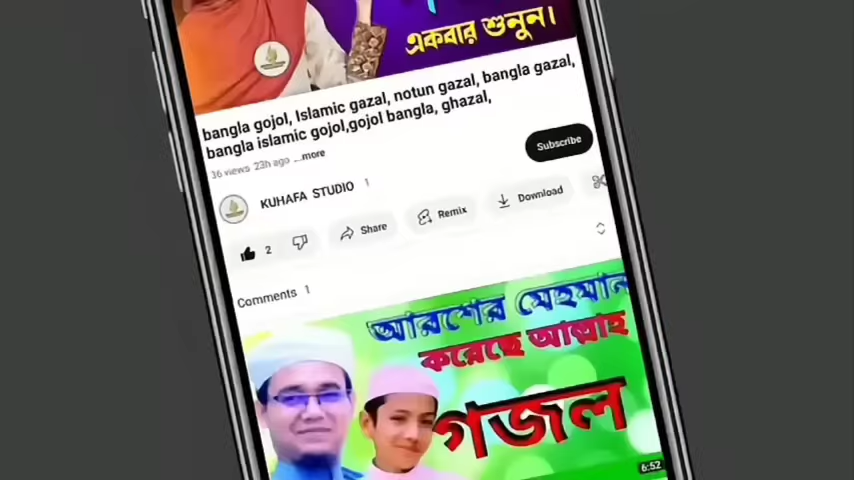 একবার শুনুন।
bangla gojol, Islamic gazal, notun gazal, bangla gazal,
bangla islamic gojol,gojol bangla, ghazal,
36 views 23h ago ...more
Subscribe
KUHAFA STUDIO 1
2
Share
Remix
Download
Comments 1
আরশের মেহমান
করেছে আল্লাহ
গজল
6:52